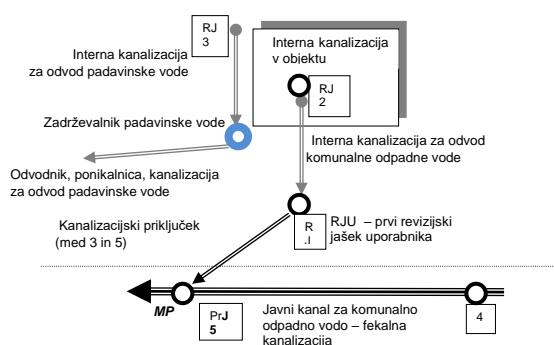 RJ
3
Interna kanalizacija
za odvod padavinske vode
Interna kanalizacija
v objektu
RJ
2
Zadrževalnik padavinske vode
Interna kanalizacija za odvod
komunalne odpadne vode
Odvodnik, ponikalnica, kanalizacija
za odvod padavinske vode
Kanalizacijski priključek
(med 3 in 5)
R
.I
RJU – prvi revizijski
jašek uporabnika
MP
PrJ
5
Javni kanal za komunalno
odpadno vodo – fekalna
kanalizacija
4